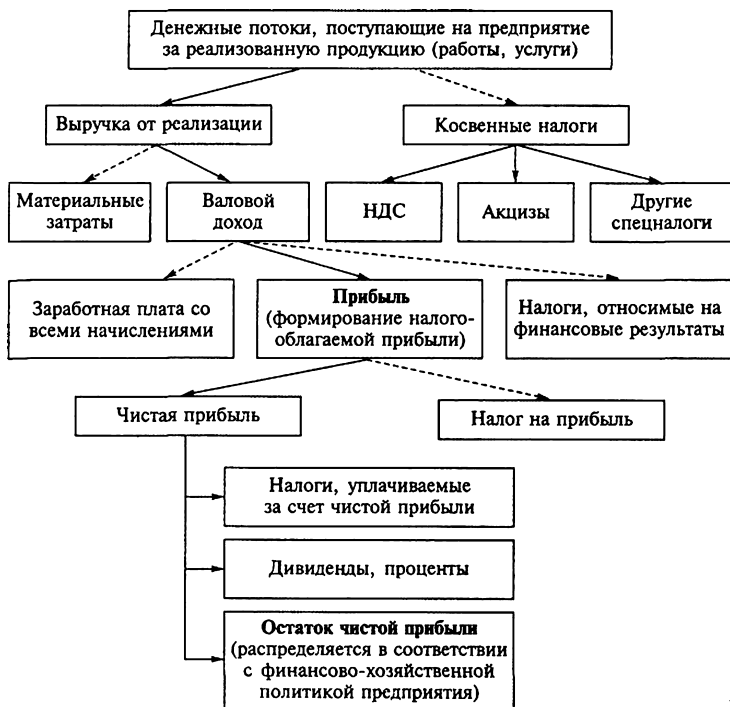 Денежные потоки, поступающие на предприятие
за реализованную продукцию (работы, услуги)
Выручка от реализации
Косвенные налоги
Материальные
затраты
Валовой
доход
НДС
Акцизы
Другие
спецналоги
Заработная плата со
всеми начислениями
Прибыль
(формирование налого-
облагаемой прибыли)
Налоги, относимые на
финансовые результаты
Чистая прибыль
Налог на прибыль
Налоги, уплачиваемые
за счет чистой прибыли
Дивиденды, проценты
Остаток чистой прибыли
(распределяется в соответствии
с финансово-хозяйственной
политикой предприятия)